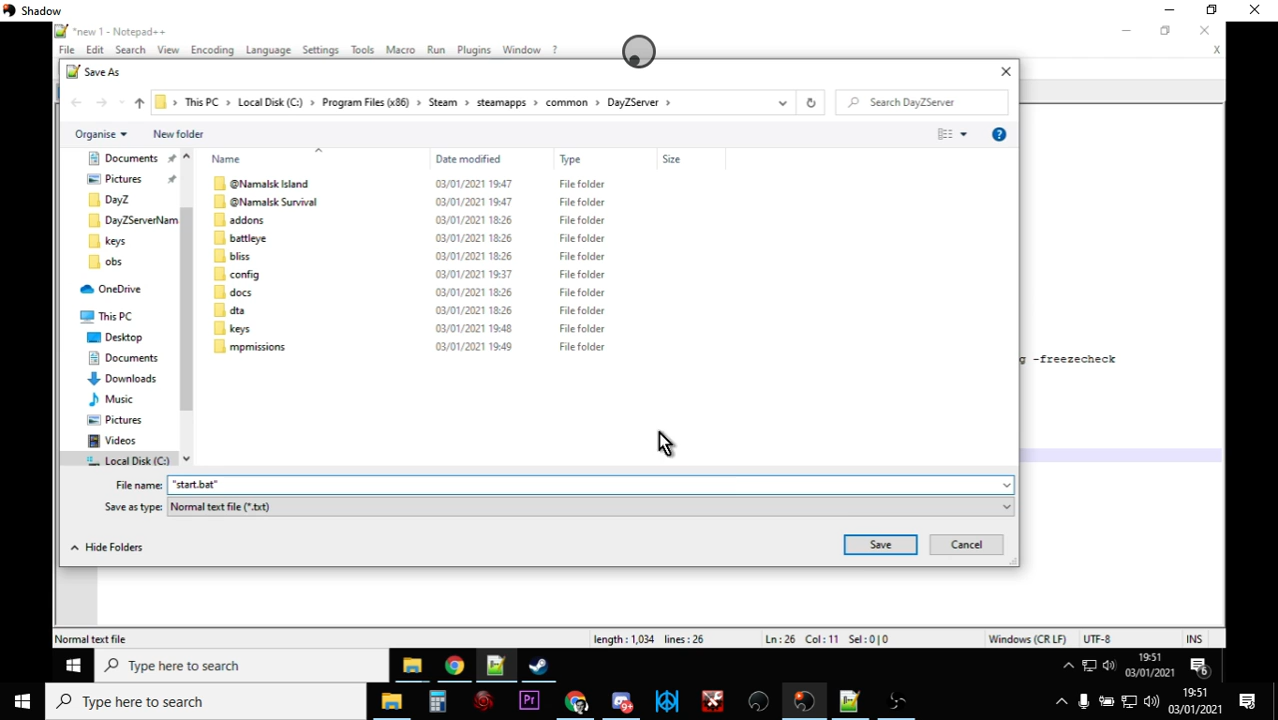 Shadow
*new 1 - Notepad++
File Edit Search View Encoding Language Settings Tools Macro Run Plugins Window ?
X
Save As
This PC › Local Disk (C:) › Program Files (x86) › Steam › steamapps › common › DayZServer ›
Search DayZServer
Organise New folder
Name Date modified Type Size
Documents
Pictures
DayZ
DayZServerNam
keys
obs
OneDrive
This PC
Desktop
Documents
Downloads
Music
Pictures
Videos
Local Disk (C:)
@Namalsk Island 03/01/2021 19:47 File folder
@Namalsk Survival 03/01/2021 19:47 File folder
addons 03/01/2021 18:26 File folder
battleye 03/01/2021 18:26 File folder
bliss 03/01/2021 18:26 File folder
config 03/01/2021 19:37 File folder
docs 03/01/2021 18:26 File folder
dta 03/01/2021 18:26 File folder
keys 03/01/2021 19:48 File folder
mpmissions 03/01/2021 19:49 File folder
g -freezecheck
File name: "start.bat"
Save as type: Normal text file (*.txt)
Hide Folders Save Cancel
Normal text file length : 1,034 lines : 26 Ln : 26 Col : 11 Sel : 0 | 0 Windows (CR LF) UTF-8 INS
Type here to search 19:51
03/01/2021 6
Type here to search Pr 9+ 19:51
03/01/2021